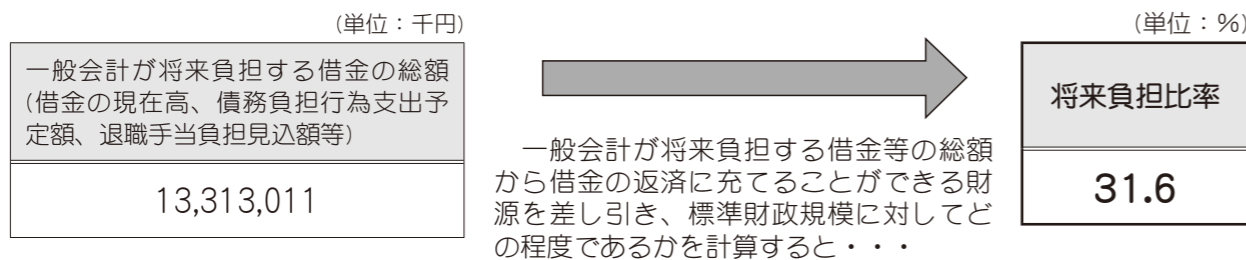 (単位：千円)
一般会計が将来負担する借金の総額
(借金の現在高、債務負担行為支出予
定額、退職手当負担見込額等)
13,313,011
一般会計が将来負担する借金等の総額
から借金の返済に充てることができる財
源を差し引き、標準財政規模に対してど
の程度であるかを計算すると・・・
(単位：％)
将来負担比率
31.6